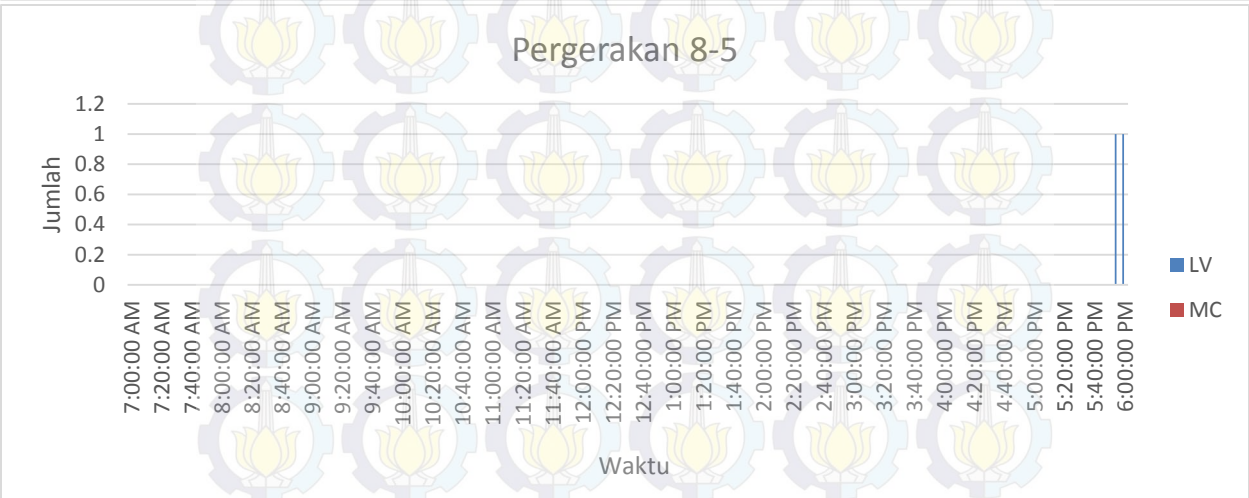 Pergerakan 8-5
1.2
1
0.8
0.6
0.4
0.2
0
Jumlah
7:00:00 AM
7:20:00 AM
7:40:00 AM
8:00:00 AM
8:20:00 AM
8:40:00 AM
9:00:00 AM
9:20:00 AM
9:40:00 AM
10:00:00 AM
10:20:00 AM
10:40:00 AM
11:00:00 AM
11:20:00 AM
11:40:00 AM
12:00:00 PM
12:20:00 PM
12:40:00 PM
1:00:00 PM
1:20:00 PM
1:40:00 PM
2:00:00 PM
2:20:00 PM
2:40:00 PM
3:00:00 PM
3:20:00 PM
3:40:00 PM
4:00:00 PM
4:20:00 PM
4:40:00 PM
5:00:00 PM
5:20:00 PM
5:40:00 PM
6:00:00 PM
Waktu
LV
MC